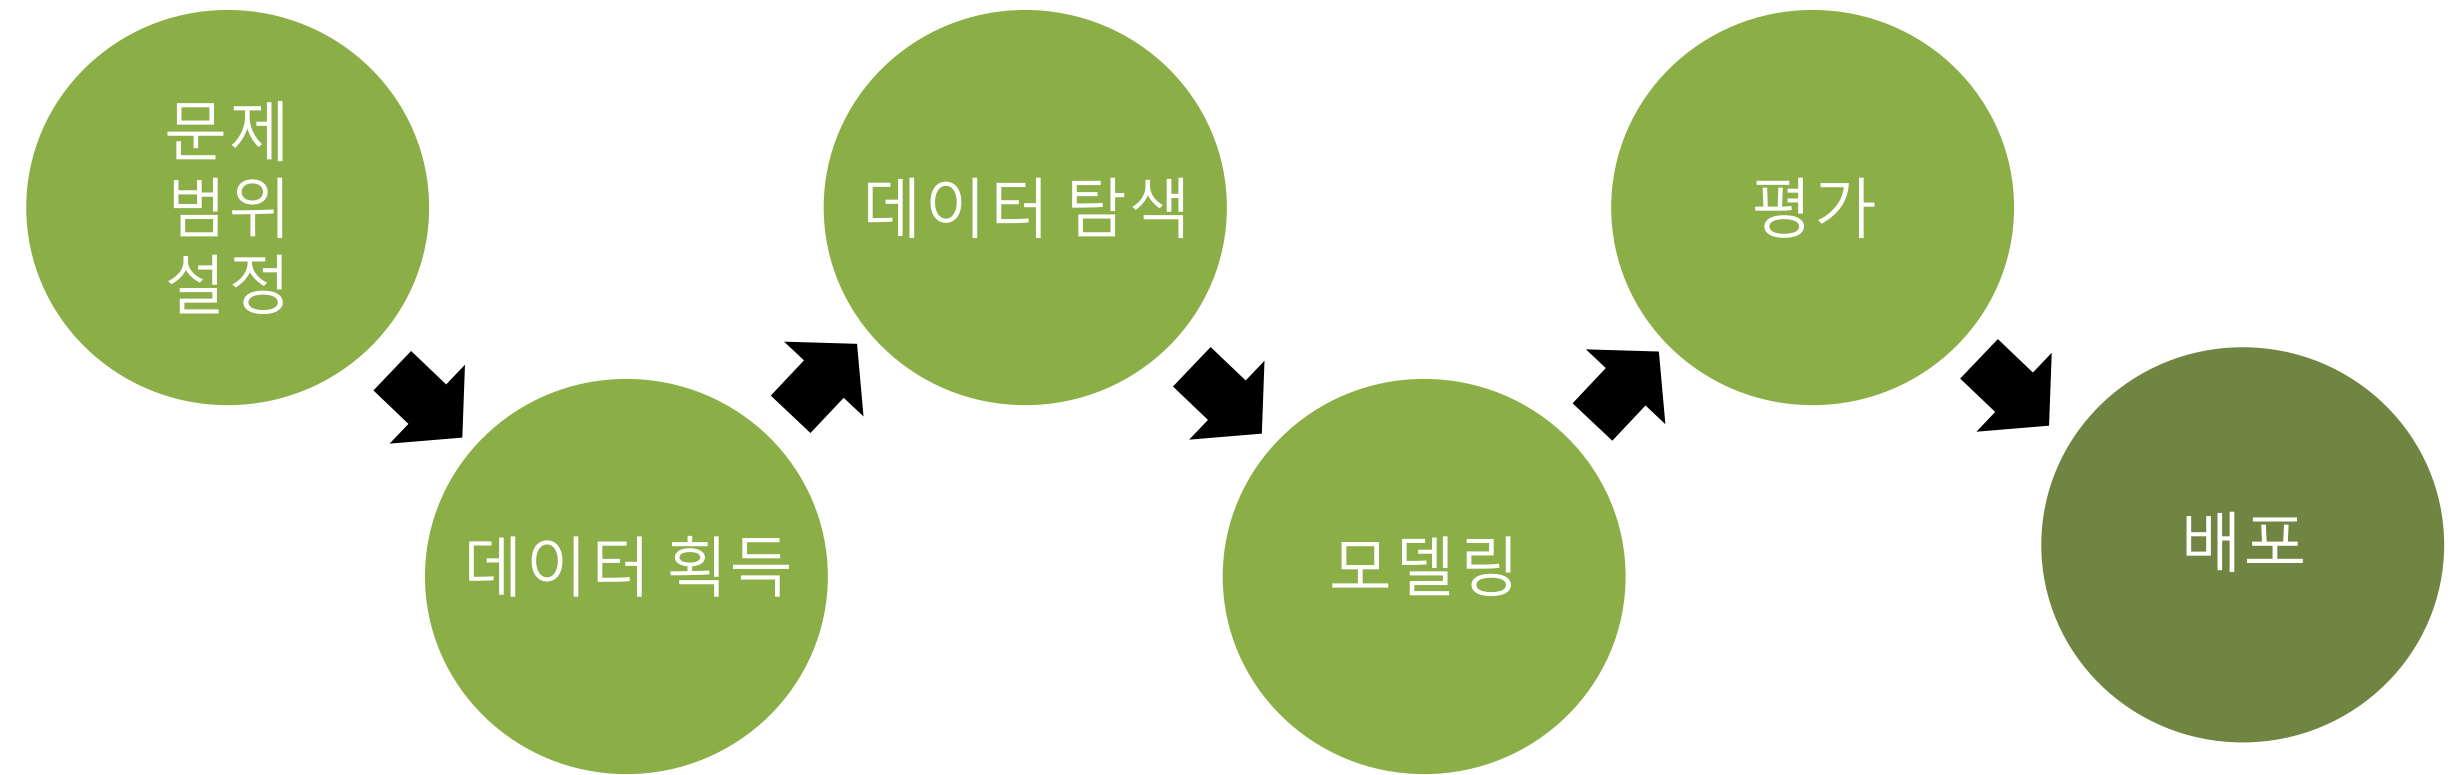 문제
범위
설정
데이터 획득
데이터 탐색
모델링
평가
배포